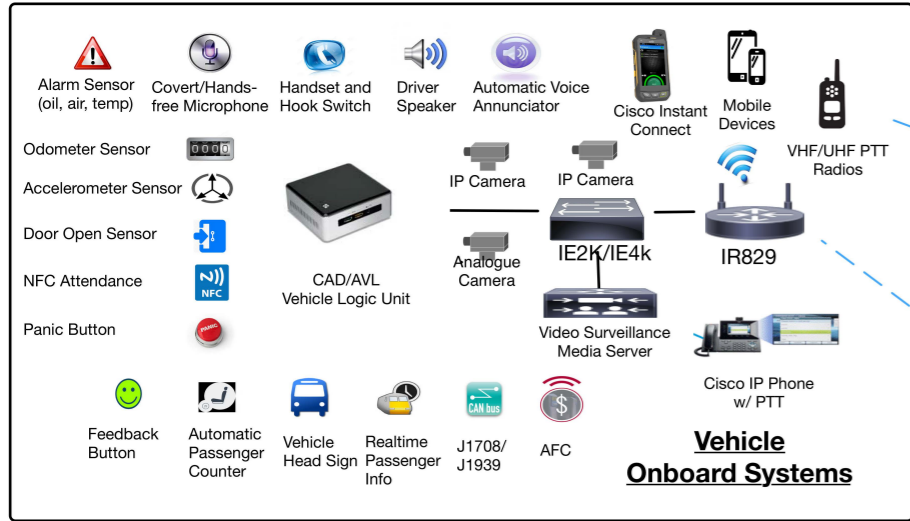 Alarm Sensor
(oil, air, temp)
Covert/Hands-
free Microphone
Handset and
Hook Switch
Driver
Speaker
Automatic Voice
Annunciator
Cisco Instant
Connect
Mobile
Devices
VHF/UHF PTT
Radios
Odometer Sensor
0000
Accelerometer Sensor
Door Open Sensor
NFC Attendance
NFC
Panic Button
PANIC
CAD/AVL
Vehicle Logic Unit
IP Camera
IP Camera
Analogue
Camera
IE2K/IE4k
IR829
Video Surveillance
Media Server
Cisco IP Phone
w/ PTT
Feedback
Button
Automatic
Passenger
Counter
Vehicle
Head Sign
Realtime
Passenger
Info
CAN bus
J1708/
J1939
$
AFC
Vehicle
Onboard Systems